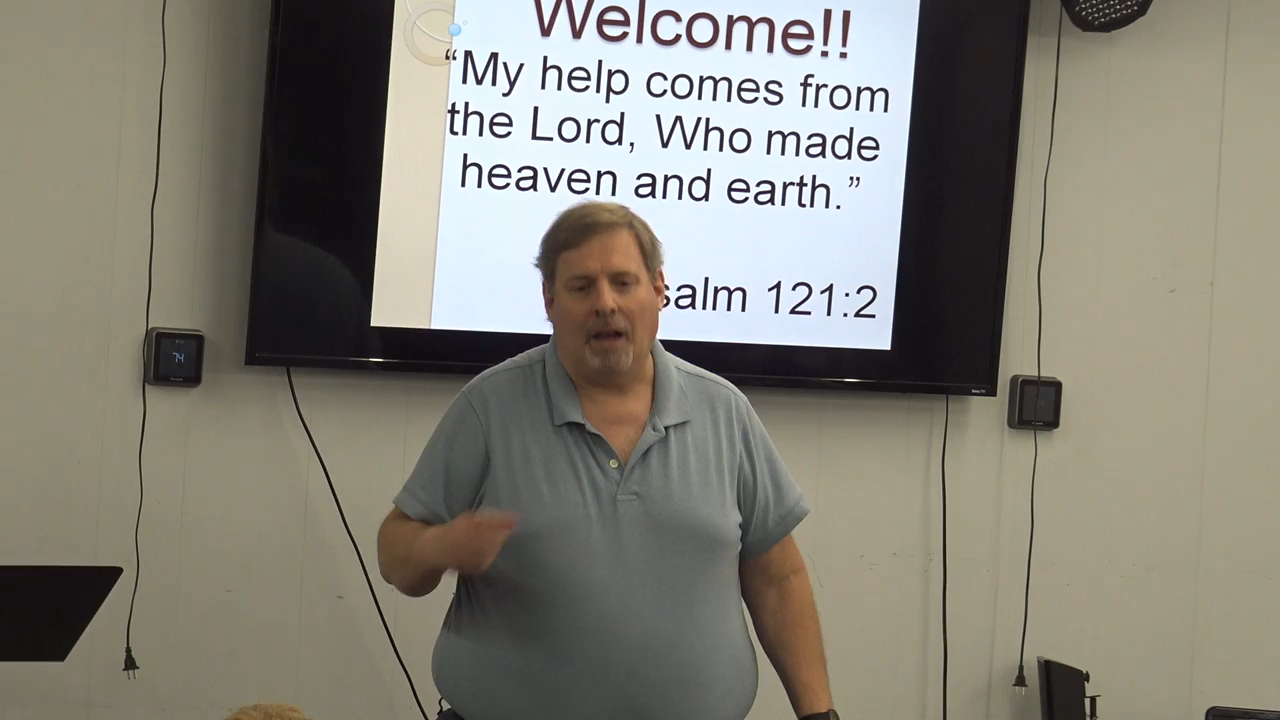 Welcome!!
“My help comes from
the Lord, Who made
heaven and earth.”
salm 121:2
74